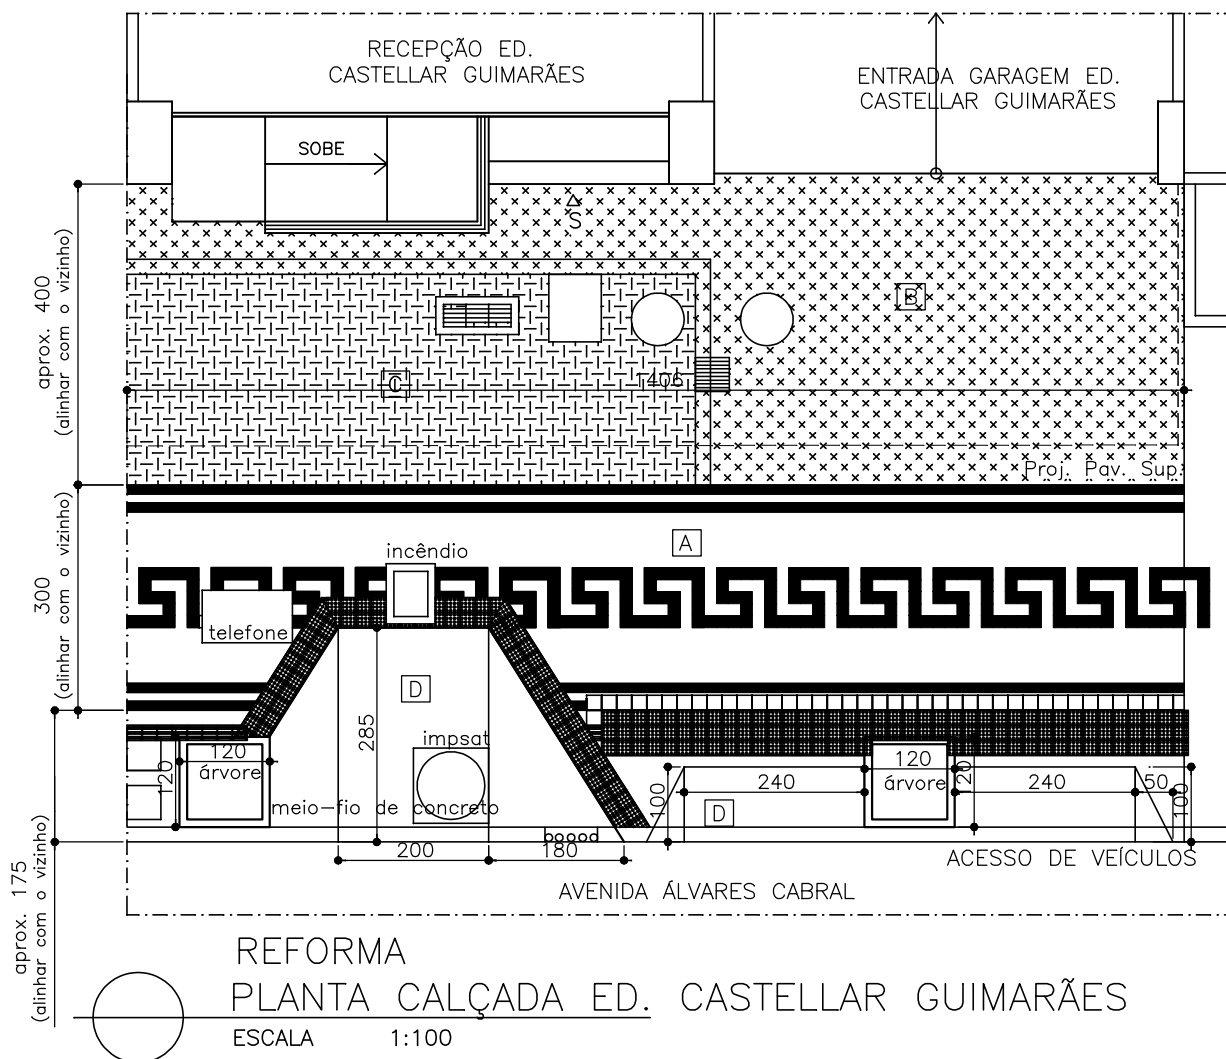 RECEPÇÃO ED.
CASTELLAR GUIMARÃES
ENTRADA GARAGEM ED.
CASTELLAR GUIMARÃES
SOBE
S
B
aprox. 400
(alinhar com o vizinho)
C
1406
Proj. Pav. Sup.
A
incêndio
300
(alinhar com o vizinho)
telefone
D
285
impsat
120
árvore
120
meio-fio de concreto
120
árvore
120
240
240
50
100
100
D
200
180
ACESSO DE VEÍCULOS
aprox. 175
(alinhar com o vizinho)
AVENIDA ÁLVARES CABRAL
REFORMA
PLANTA CALÇADA ED. CASTELLAR GUIMARÃES
ESCALA 1:100